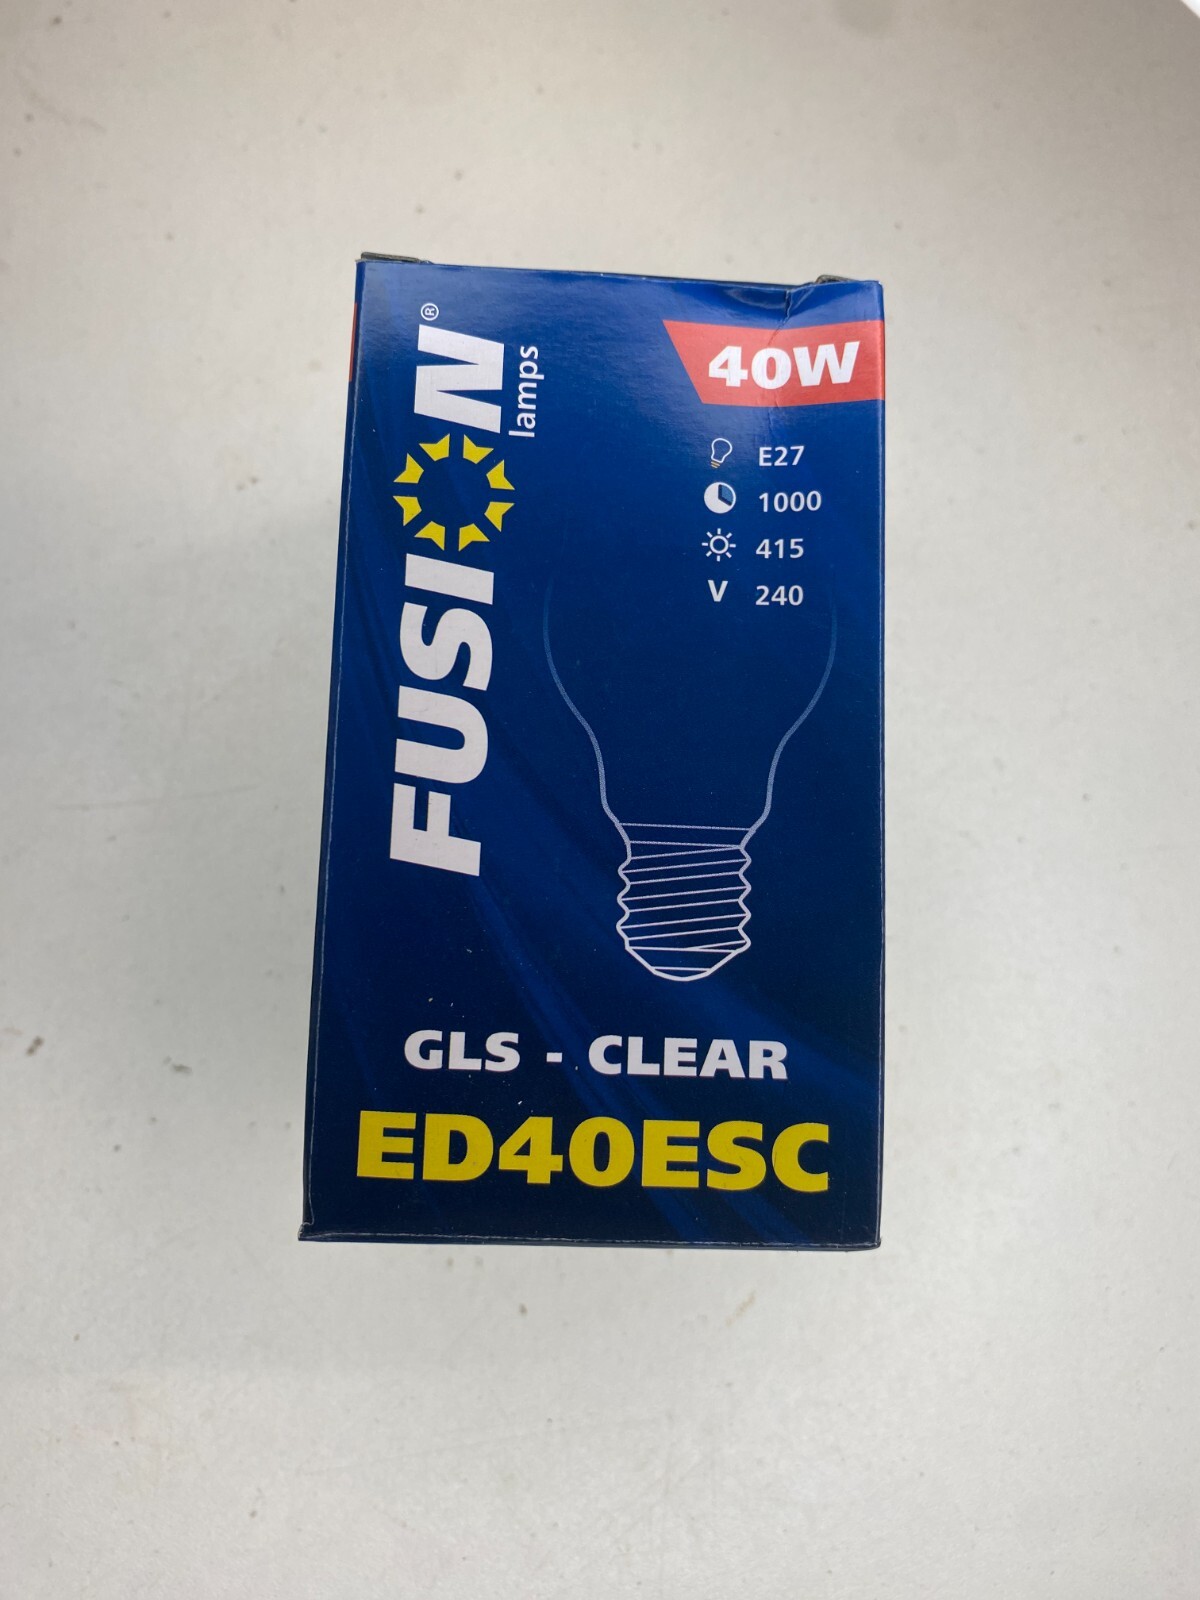 FUSION®
lamps
40W
E27
1000
415
V 240
GLS - CLEAR
ED40ESC